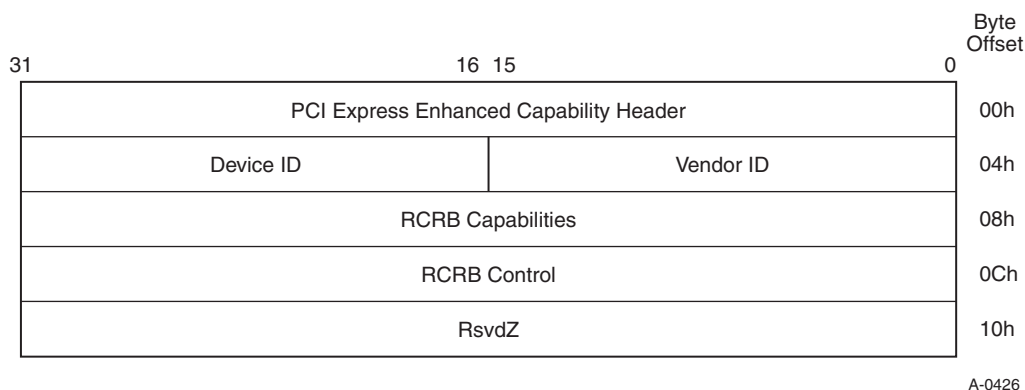 Byte
Offset
31 16 15 0
PCI Express Enhanced Capability Header 00h
Device ID Vendor ID 04h
RCRB Capabilities 08h
RCRB Control 0Ch
RsvdZ 10h
A-0426